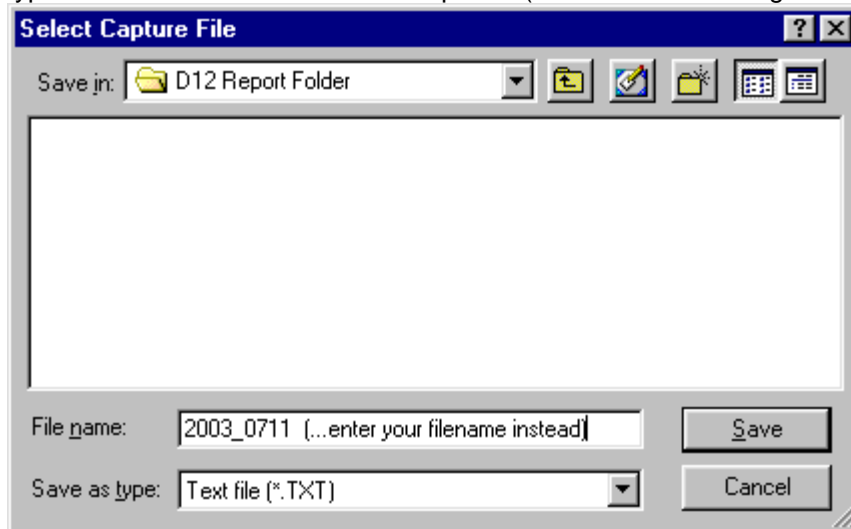 Select Capture File
Save in: D12 Report Folder
File name: 2003_0711 (...enter your filename instead)
Save
Save as type: Text file (*.TXT)
Cancel